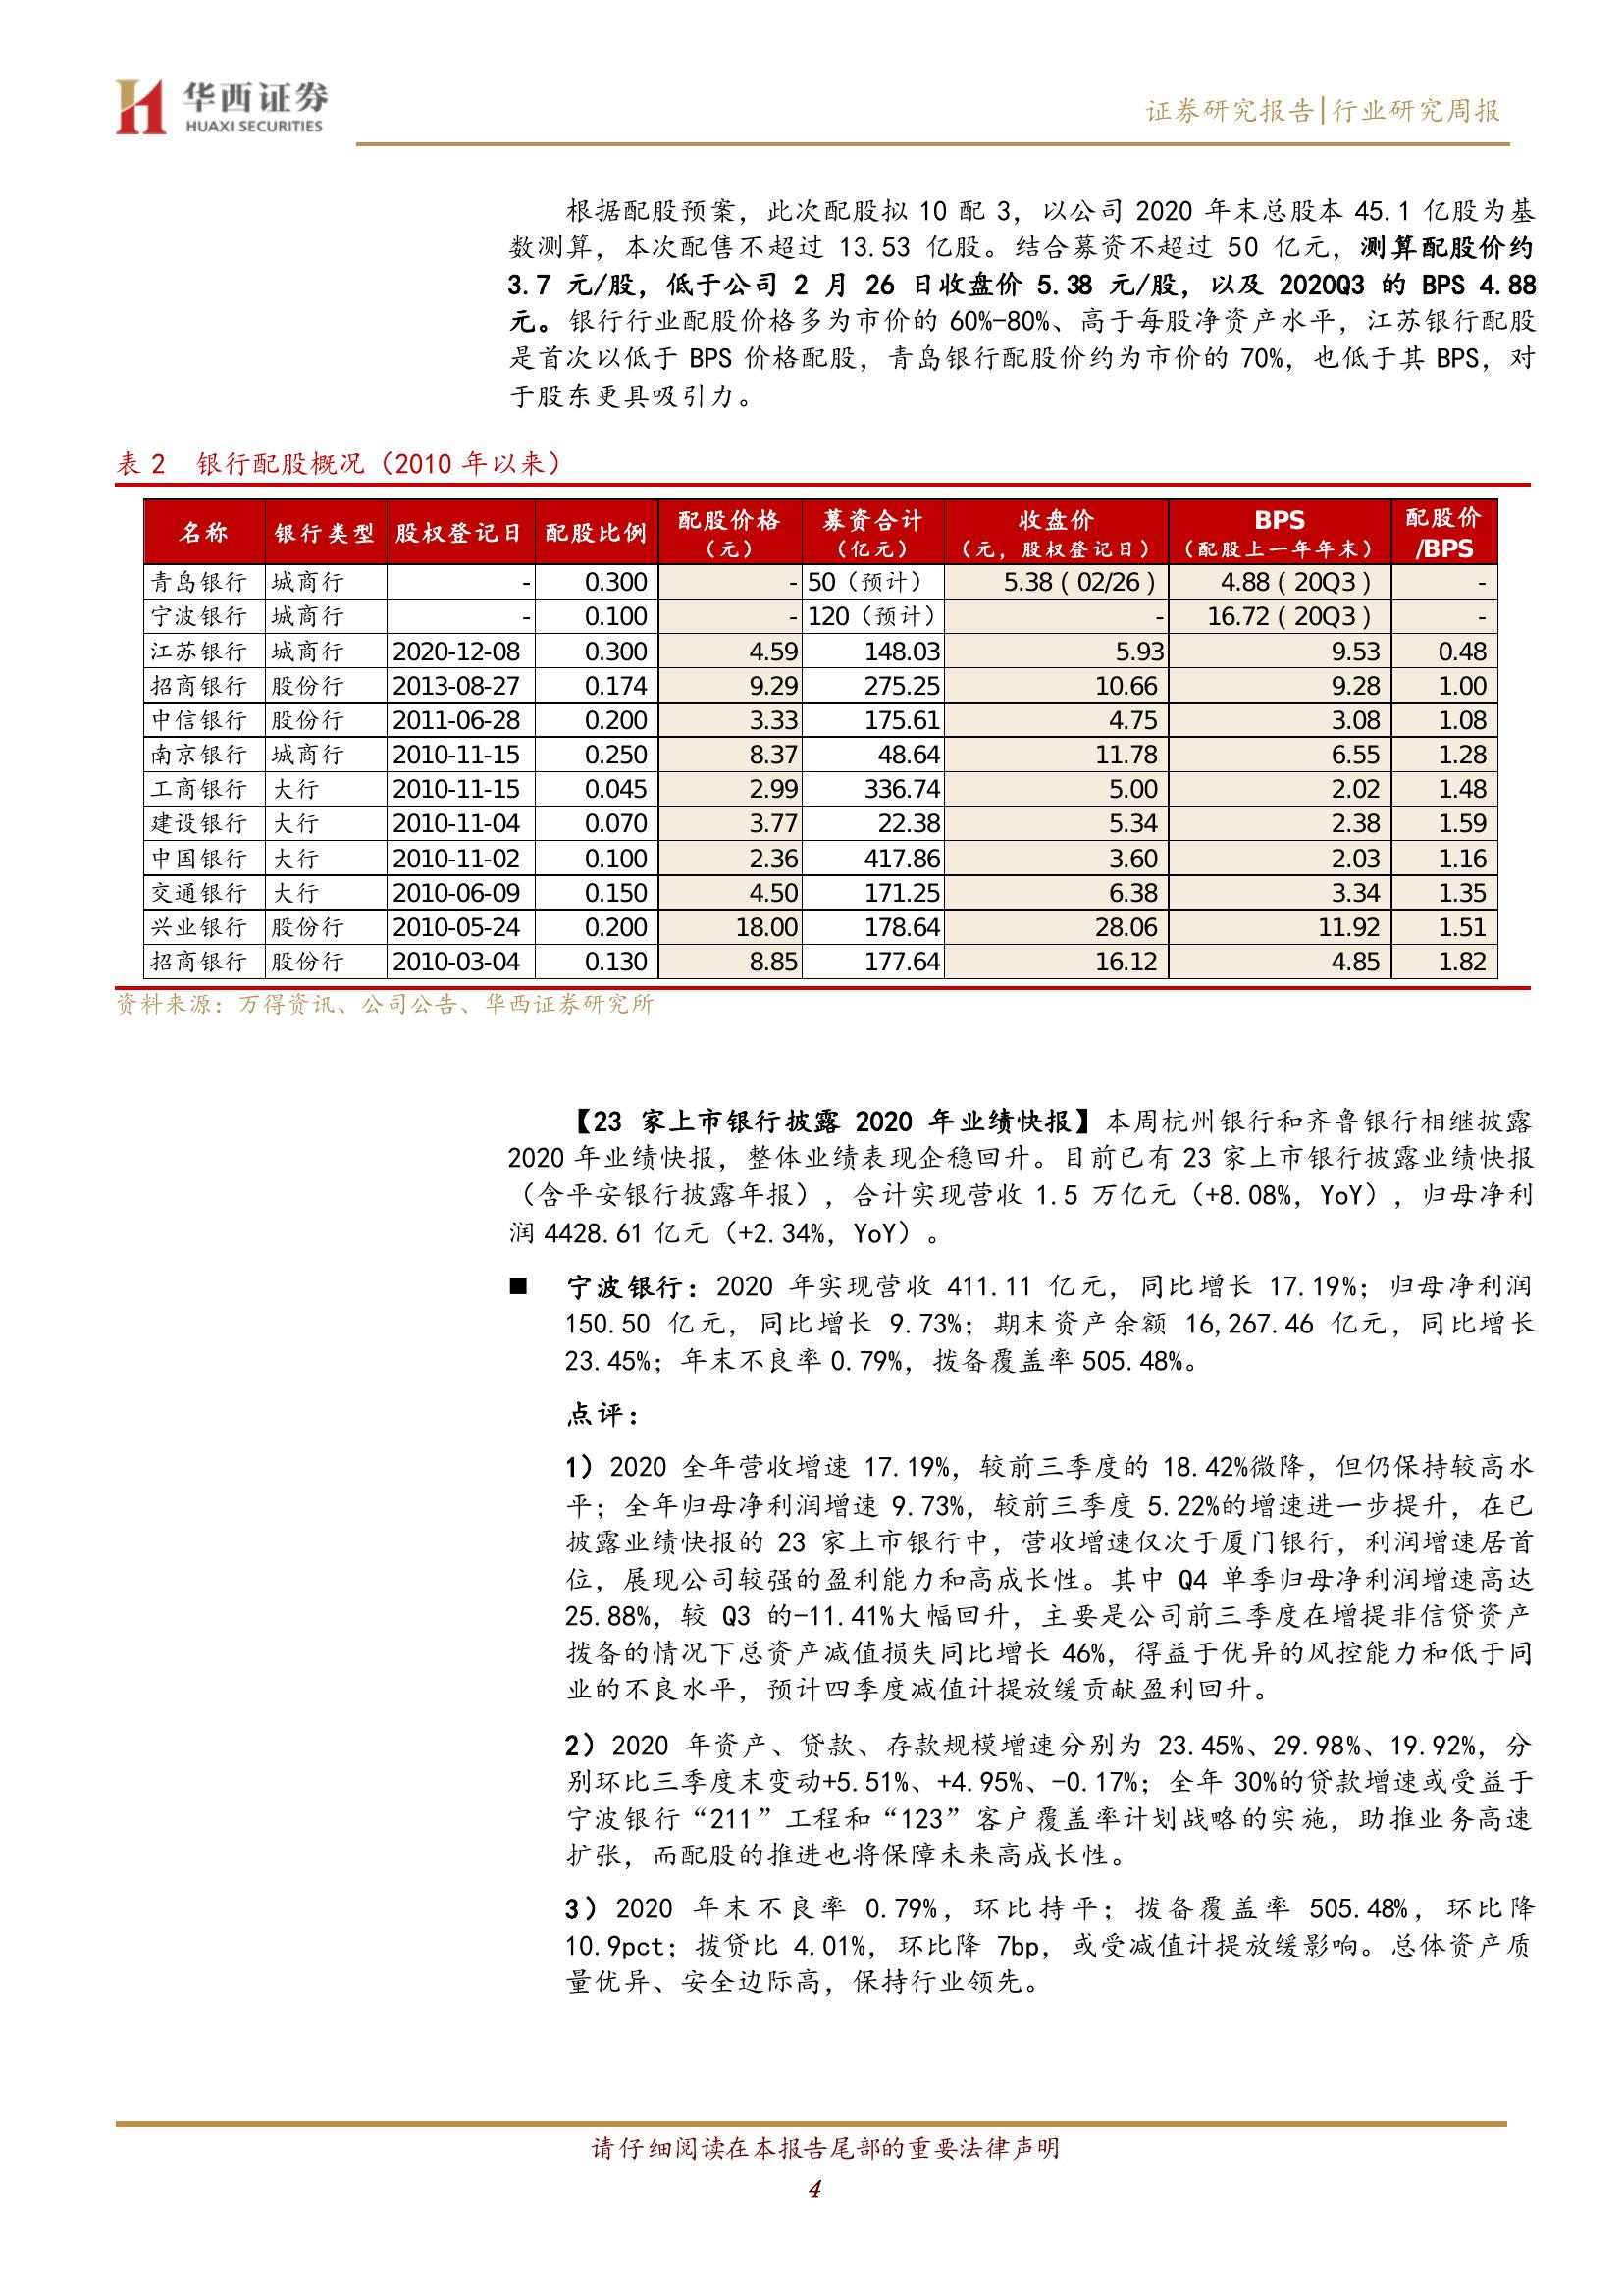 华西证券
HUAXI SECURITIES
证券研究报告|行业研究周报
根据配股预案，此次配股拟 10 配 3，以公司 2020 年末总股本 45.1 亿股为基
数测算，本次配售不超过 13.53 亿股。结合募资不超过 50 亿元，测算配股价约
3.7 元/股，低于公司 2 月 26 日收盘价 5.38 元/股，以及 2020Q3 的 BPS 4.88
元。银行行业配股价格多为市价的 60%-80%、高于每股净资产水平，江苏银行配股
是首次以低于 BPS 价格配股，青岛银行配股价约为市价的 70%，也低于其 BPS，对
于股东更具吸引力。
表 2 银行配股概况（2010 年以来）
名称 银行类型 股权登记日 配股比例 配股价格（元） 募资合计（亿元） 收盘价（元，股权登记日） BPS（配股上一年年末） 配股价/BPS
青岛银行 城商行 - 0.300 - 50（预计） 5.38（02/26） 4.88（20Q3） -
宁波银行 城商行 - 0.100 - 120（预计） - 16.72（20Q3） -
江苏银行 城商行 2020-12-08 0.300 4.59 148.03 5.93 9.53 0.48
招商银行 股份行 2013-08-27 0.174 9.29 275.25 10.66 9.28 1.00
中信银行 股份行 2011-06-28 0.200 3.33 175.61 4.75 3.08 1.08
南京银行 城商行 2010-11-15 0.250 8.37 48.64 11.78 6.55 1.28
工商银行 大行 2010-11-15 0.045 2.99 336.74 5.00 2.02 1.48
建设银行 大行 2010-11-04 0.070 3.77 22.38 5.34 2.38 1.59
中国银行 大行 2010-11-02 0.100 2.36 417.86 3.60 2.03 1.16
交通银行 大行 2010-06-09 0.150 4.50 171.25 6.38 3.34 1.35
兴业银行 股份行 2010-05-24 0.200 18.00 178.64 28.06 11.92 1.51
招商银行 股份行 2010-03-04 0.130 8.85 177.64 16.12 4.85 1.82
资料来源：万得资讯、公司公告、华西证券研究所
【23 家上市银行披露 2020 年业绩快报】本周杭州银行和齐鲁银行相继披露
2020 年业绩快报，整体业绩表现企稳回升。目前已有 23 家上市银行披露业绩快报
（含平安银行披露年报），合计实现营收 1.5 万亿元（+8.08%，YoY），归母净利
润 4428.61 亿元（+2.34%，YoY）。
■ 宁波银行：2020 年实现营收 411.11 亿元，同比增长 17.19%；归母净利润
150.50 亿元，同比增长 9.73%；期末资产余额 16,267.46 亿元，同比增长
23.45%；年末不良率 0.79%，拨备覆盖率 505.48%。
点评：
1）2020 全年营收增速 17.19%，较前三季度的 18.42%微降，但仍保持较高水
平；全年归母净利润增速 9.73%，较前三季度 5.22%的增速进一步提升，在已
披露业绩快报的 23 家上市银行中，营收增速仅次于厦门银行，利润增速居首
位，展现公司较强的盈利能力和高成长性。其中 Q4 单季归母净利润增速高达
25.88%，较 Q3 的-11.41%大幅回升，主要是公司前三季度在增提非信贷资产
拨备的情况下总资产减值损失同比增长 46%，得益于优异的风控能力和低于同
业的不良水平，预计四季度减值计提放缓贡献盈利回升。
2）2020 年资产、贷款、存款规模增速分别为 23.45%、29.98%、19.92%，分
别环比三季度末变动+5.51%、+4.95%、-0.17%；全年 30%的贷款增速或受益于
宁波银行“211”工程和“123”客户覆盖率计划战略的实施，助推业务高速
扩张，而配股的推进也将保障未来高成长性。
3）2020 年末不良率 0.79%，环比持平；拨备覆盖率 505.48%，环比降
10.9pct；拨贷比 4.01%，环比降 7bp，或受减值计提放缓影响。总体资产质
量优异、安全边际高，保持行业领先。
请仔细阅读在本报告尾部的重要法律声明
4